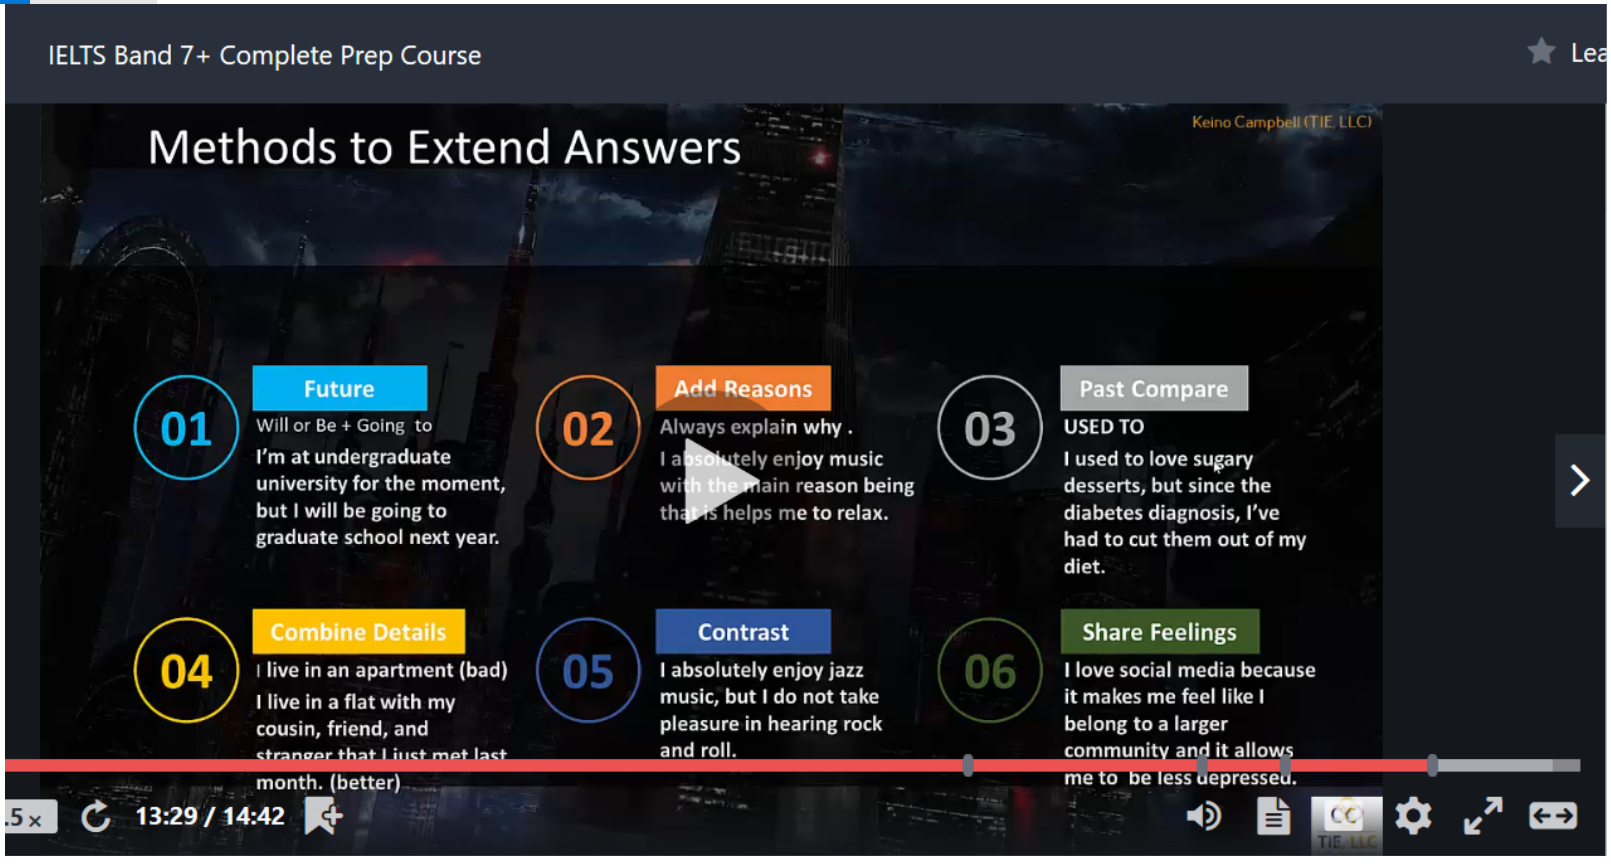 IELTS Band 7+ Complete Prep Course
Lea
Keino Campbell (TIE, LLC)
Methods to Extend Answers
01
Future
Will or Be + Going to
I'm at undergraduate
university for the moment,
but I will be going to
graduate school next year.
02
Add Reasons
Always explain why .
I absolutely enjoy music
with the main reason being
that is helps me to relax.
03
Past Compare
USED TO
I used to love sugary
desserts, but since the
diabetes diagnosis, I've
had to cut them out of my
diet.
04
Combine Details
I live in an apartment (bad)
I live in a flat with my
cousin, friend, and
stranger that I just met last
month. (better)
05
Contrast
I absolutely enjoy jazz
music, but I do not take
pleasure in hearing rock
and roll.
06
Share Feelings
I love social media because
it makes me feel like I
belong to a larger
community and it allows
me to be less depressed.
.5x
13:29 / 14:42
TIE, LLC